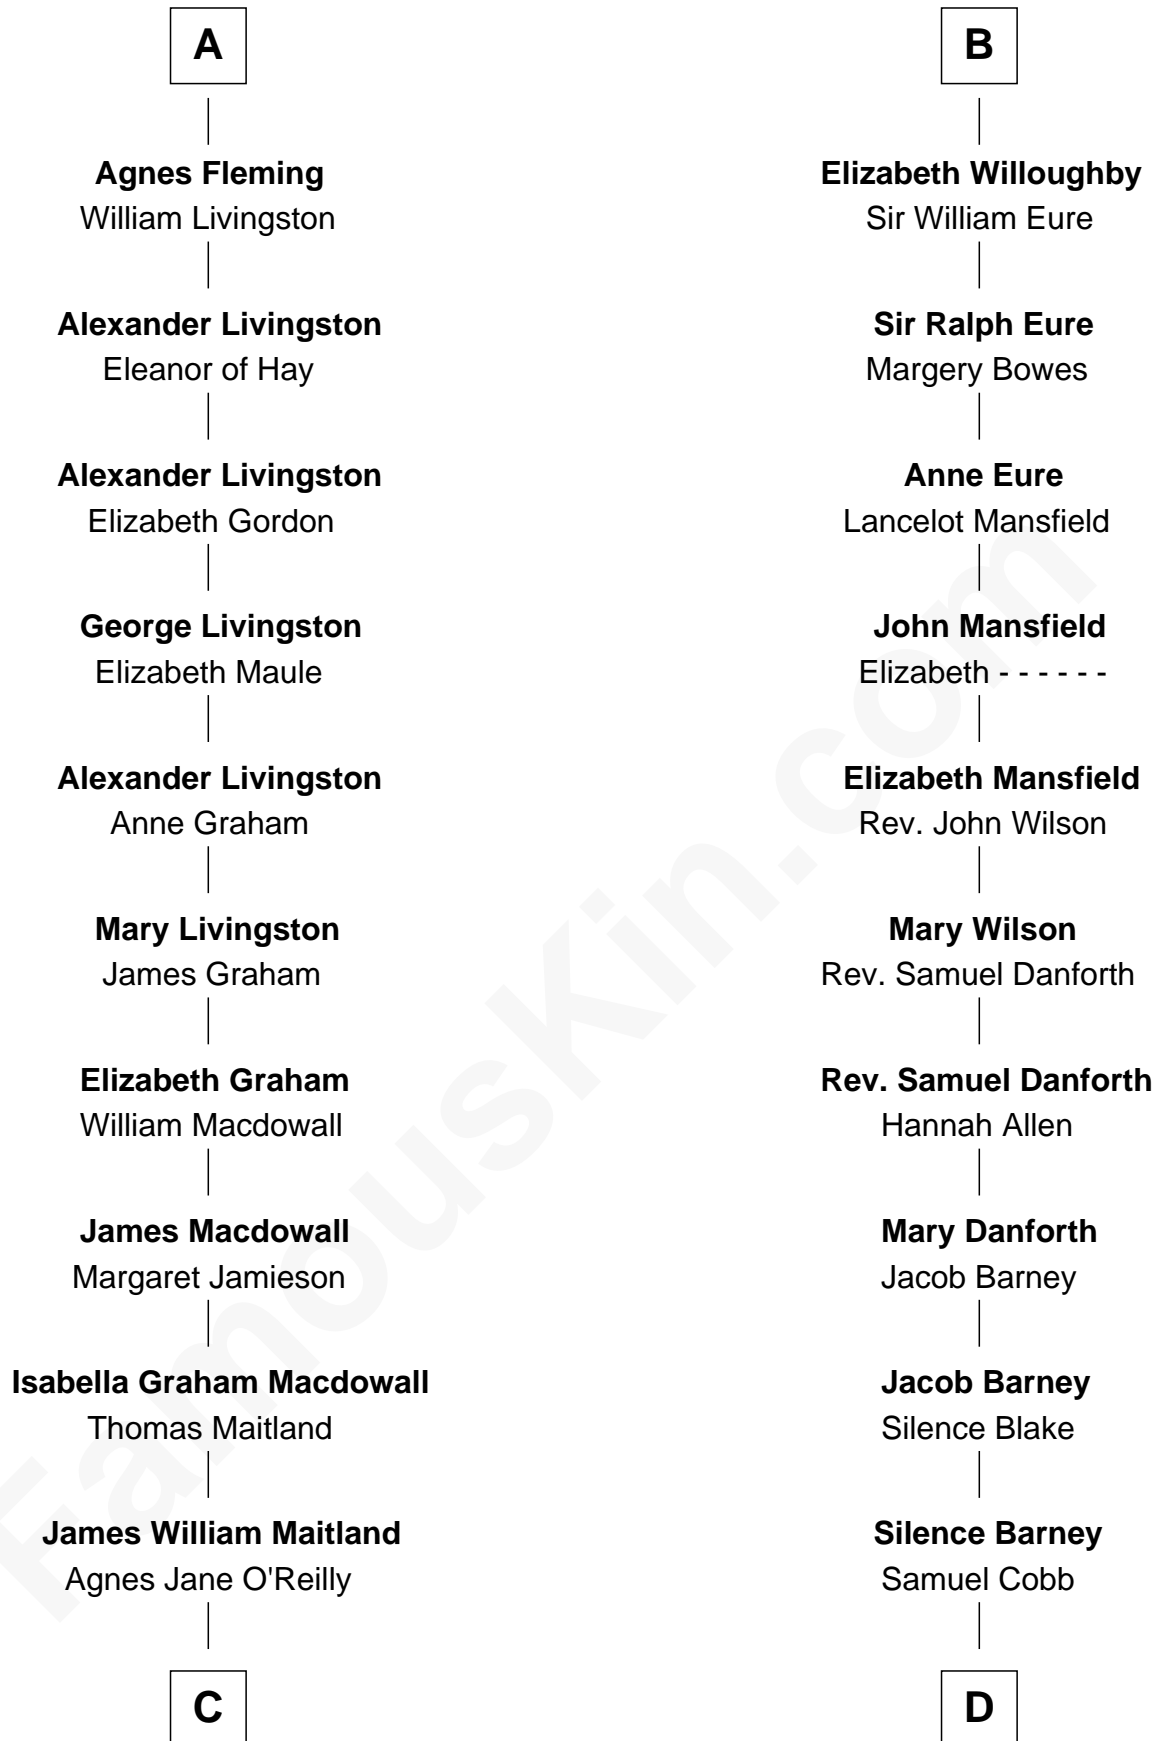 A
Agnes Fleming
William Livingston
Alexander Livingston
Eleanor of Hay
Alexander Livingston
Elizabeth Gordon
George Livingston
Elizabeth Maule
Alexander Livingston
Anne Graham
Mary Livingston
James Graham
Elizabeth Graham
William Macdowall
James Macdowall
Margaret Jamieson
Isabella Graham Macdowall
Thomas Maitland
James William Maitland
Agnes Jane O'Reilly
C
B
Elizabeth Willoughby
Sir William Eure
Sir Ralph Eure
Margery Bowes
Anne Eure
Lancelot Mansfield
John Mansfield
Elizabeth - - - - - -
Elizabeth Mansfield
Rev. John Wilson
Mary Wilson
Rev. Samuel Danforth
Rev. Samuel Danforth
Hannah Allen
Mary Danforth
Jacob Barney
Jacob Barney
Silence Blake
Silence Barney
Samuel Cobb
D
FamousKin.com